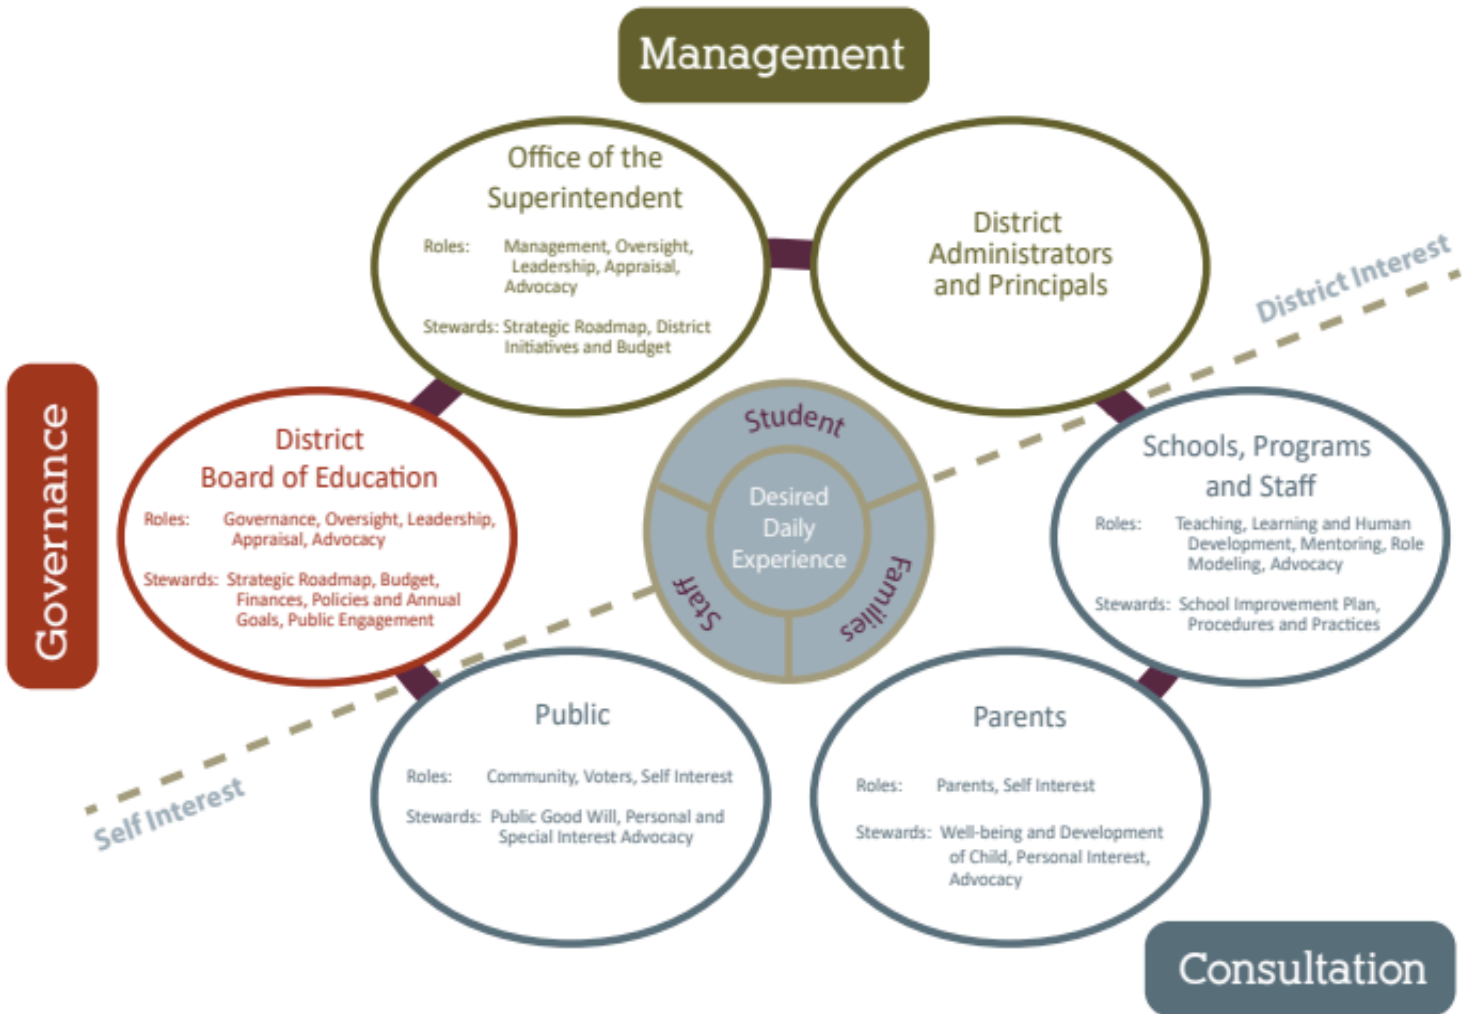 Management
Office of the
Superintendent
Roles: Management, Oversight,
Leadership, Appraisal,
Advocacy
Stewards: Strategic Roadmap, District
Initiatives and Budget
District
Administrators
and Principals
District Interest
Governance
District
Board of Education
Roles: Governance, Oversight, Leadership,
Appraisal, Advocacy
Stewards: Strategic Roadmap, Budget,
Finances, Policies and Annual
Goals, Public Engagement
Student
Desired
Daily
Experience
Staff
Families
Schools, Programs
and Staff
Roles: Teaching, Learning and Human
Development, Mentoring, Role
Modeling, Advocacy
Stewards: School Improvement Plan,
Procedures and Practices
Self Interest
Public
Roles: Community, Voters, Self Interest
Stewards: Public Good Will, Personal and
Special Interest Advocacy
Parents
Roles: Parents, Self Interest
Stewards: Well-being and Development
of Child, Personal Interest,
Advocacy
Consultation